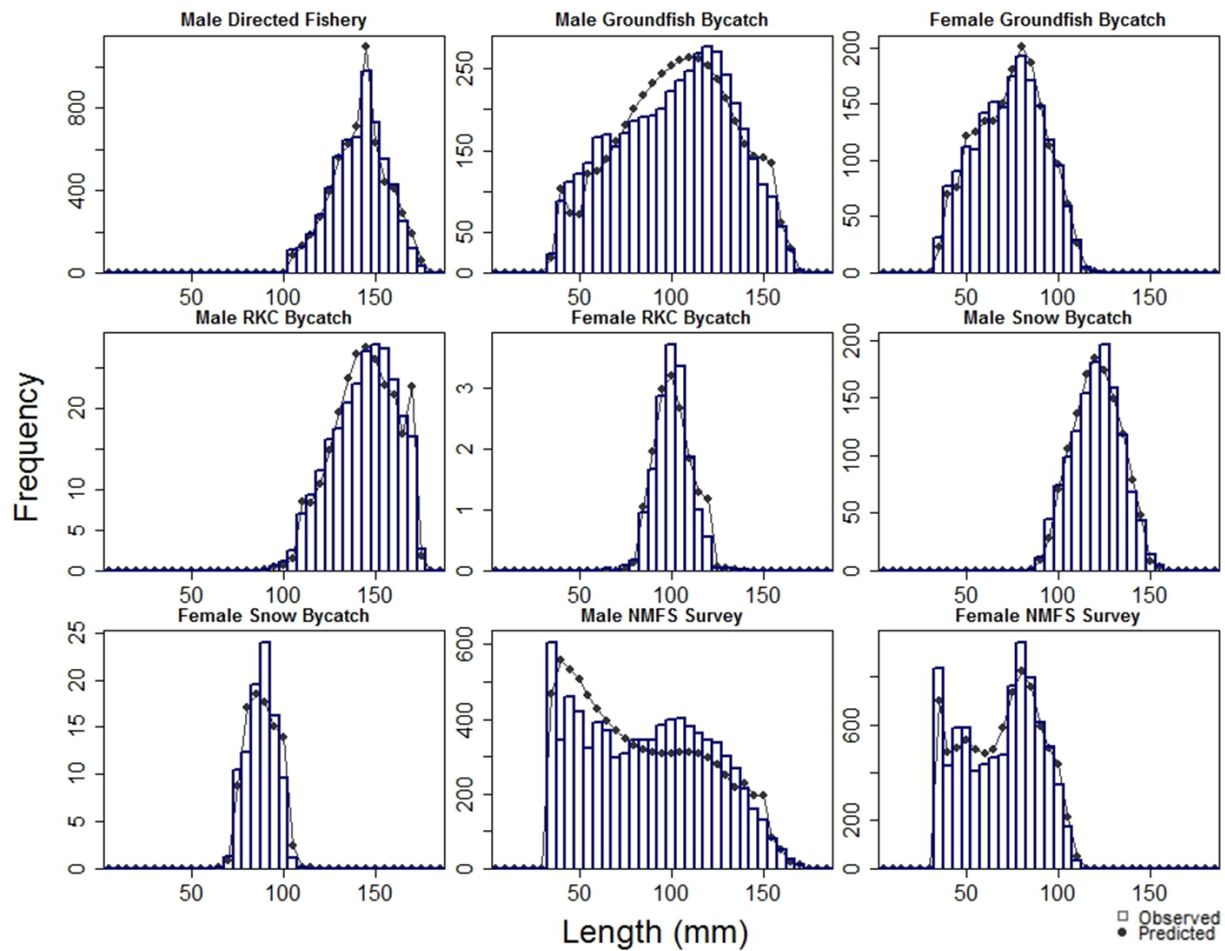 Male Directed Fishery
Male Groundfish Bycatch
Female Groundfish Bycatch
0 400 800
50 100 150
0 50 150 250
50 100 150
0 50 100 150 200
50 100 150
Male RKC Bycatch
Female RKC Bycatch
Male Snow Bycatch
Frequency
0 5 10 20
50 100 150
0 1 2 3
50 100 150
0 50 100 150 200
50 100 150
Female Snow Bycatch
Male NMFS Survey
Female NMFS Survey
0 5 10 15 20 25
50 100 150
0 200 400 600
50 100 150
0 200 600
50 100 150
Length (mm)
Observed
Predicted